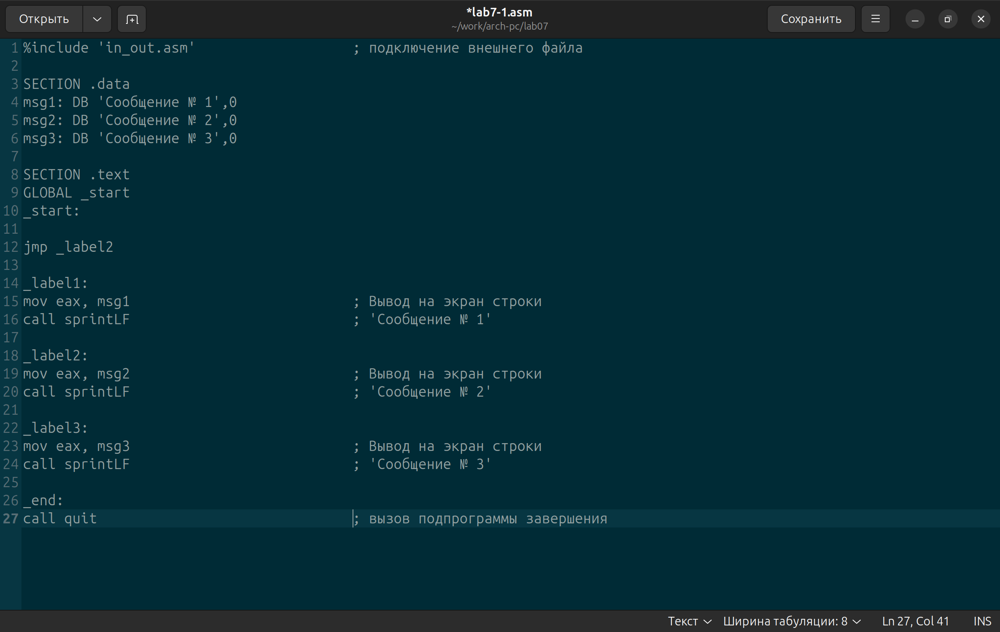 Открыть
*lab7-1.asm
~/work/arch-pc/lab07
Сохранить
1 %include 'in_out.asm' ; подключение внешнего файла
2
3 SECTION .data
4 msg1: DB 'Сообщение № 1',0
5 msg2: DB 'Сообщение № 2',0
6 msg3: DB 'Сообщение № 3',0
7
8 SECTION .text
9 GLOBAL _start
10 _start:
11
12 jmp _label2
13
14 _label1:
15 mov eax, msg1 ; Вывод на экран строки
16 call sprintLF ; 'Сообщение № 1'
17
18 _label2:
19 mov eax, msg2 ; Вывод на экран строки
20 call sprintLF ; 'Сообщение № 2'
21
22 _label3:
23 mov eax, msg3 ; Вывод на экран строки
24 call sprintLF ; 'Сообщение № 3'
25
26 _end:
27 call quit ; вызов подпрограммы завершения
Текст Ширина табуляции: 8 Ln 27, Col 41 INS